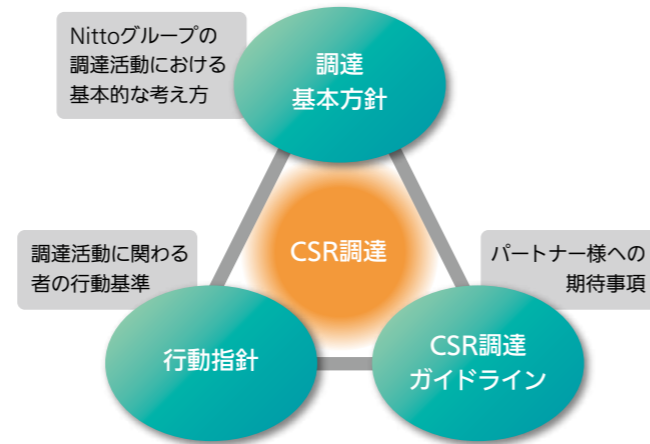 Nittoグループの
調達活動における
基本的な考え方
調達
基本方針
CSR調達
調達活動に関わる
者の行動基準
パートナー様への
期待事項
行動指針
CSR調達
ガイドライン